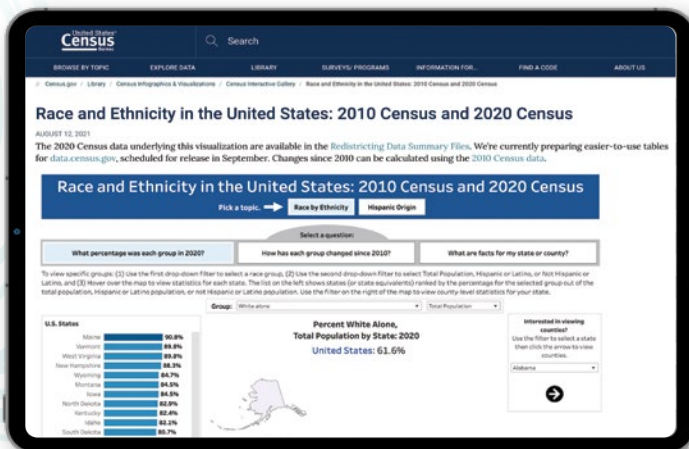 United States®
Census
Bureau
Search
BROWSE BY TOPIC EXPLORE DATA LIBRARY SURVEYS/ PROGRAMS INFORMATION FOR... FIND A CODE ABOUT US
// Census.gov / Library / Census Infographics & Visualizations / Census Interactive Gallery / Race and Ethnicity in the United States: 2010 Census and 2020 Census
Race and Ethnicity in the United States: 2010 Census and 2020 Census
AUGUST 12, 2021
The 2020 Census data underlying this visualization are available in the Redistricting Data Summary Files. We're currently preparing easier-to-use tables
for data.census.gov, scheduled for release in September. Changes since 2010 can be calculated using the 2010 Census data.
Race and Ethnicity in the United States: 2010 Census and 2020 Census
Pick a topic. Race by Ethnicity Hispanic Origin
Select a question:
What percentage was each group in 2020? How has each group changed since 2010? What are facts for my state or county?
To view specific groups: (1) Use the first drop-down filter to select a race group, (2) Use the second drop-down filter to select Total Population, Hispanic or Latino, or Not Hispanic or
Latino, and (3) Hover over the map to view statistics for each state. The list on the left shows states (or state equivalents) ranked by the percentage for the selected group out of the
total population, Hispanic or Latino population, or not Hispanic or Latino population. Use the filter on the right of the map to view county level statistics for your state.
Group: White alone Total Population
U.S. States
Maine 90.8%
Vermont 89.8%
West Virginia 89.8%
New Hampshire 88.3%
Wyoming 84.7%
Montana 84.5%
Iowa 84.5%
North Dakota 82.9%
Kentucky 82.4%
Idaho 82.1%
South Dakota 80.7%
Percent White Alone,
Total Population by State: 2020
United States: 61.6%
Interested in viewing
counties?
Use the filter to select a state
then click the arrow to view
counties.
Alabama